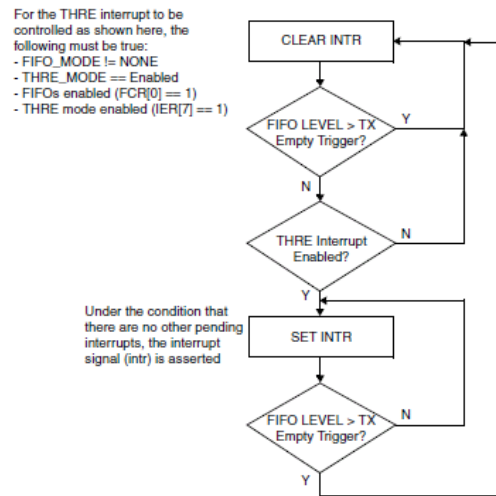 For the THRE interrupt to be
controlled as shown here, the
following must be true:
- FIFO_MODE != NONE
- THRE_MODE == Enabled
- FIFOs enabled (FCR[0] == 1)
- THRE mode enabled (IER[7] == 1)
CLEAR INTR
FIFO LEVEL > TX
Empty Trigger?
Y
N
THRE Interrupt
Enabled?
N
Y
Under the condition that
there are no other pending
interrupts, the interrupt
signal (intr) is asserted
SET INTR
FIFO LEVEL > TX
Empty Trigger?
N
Y